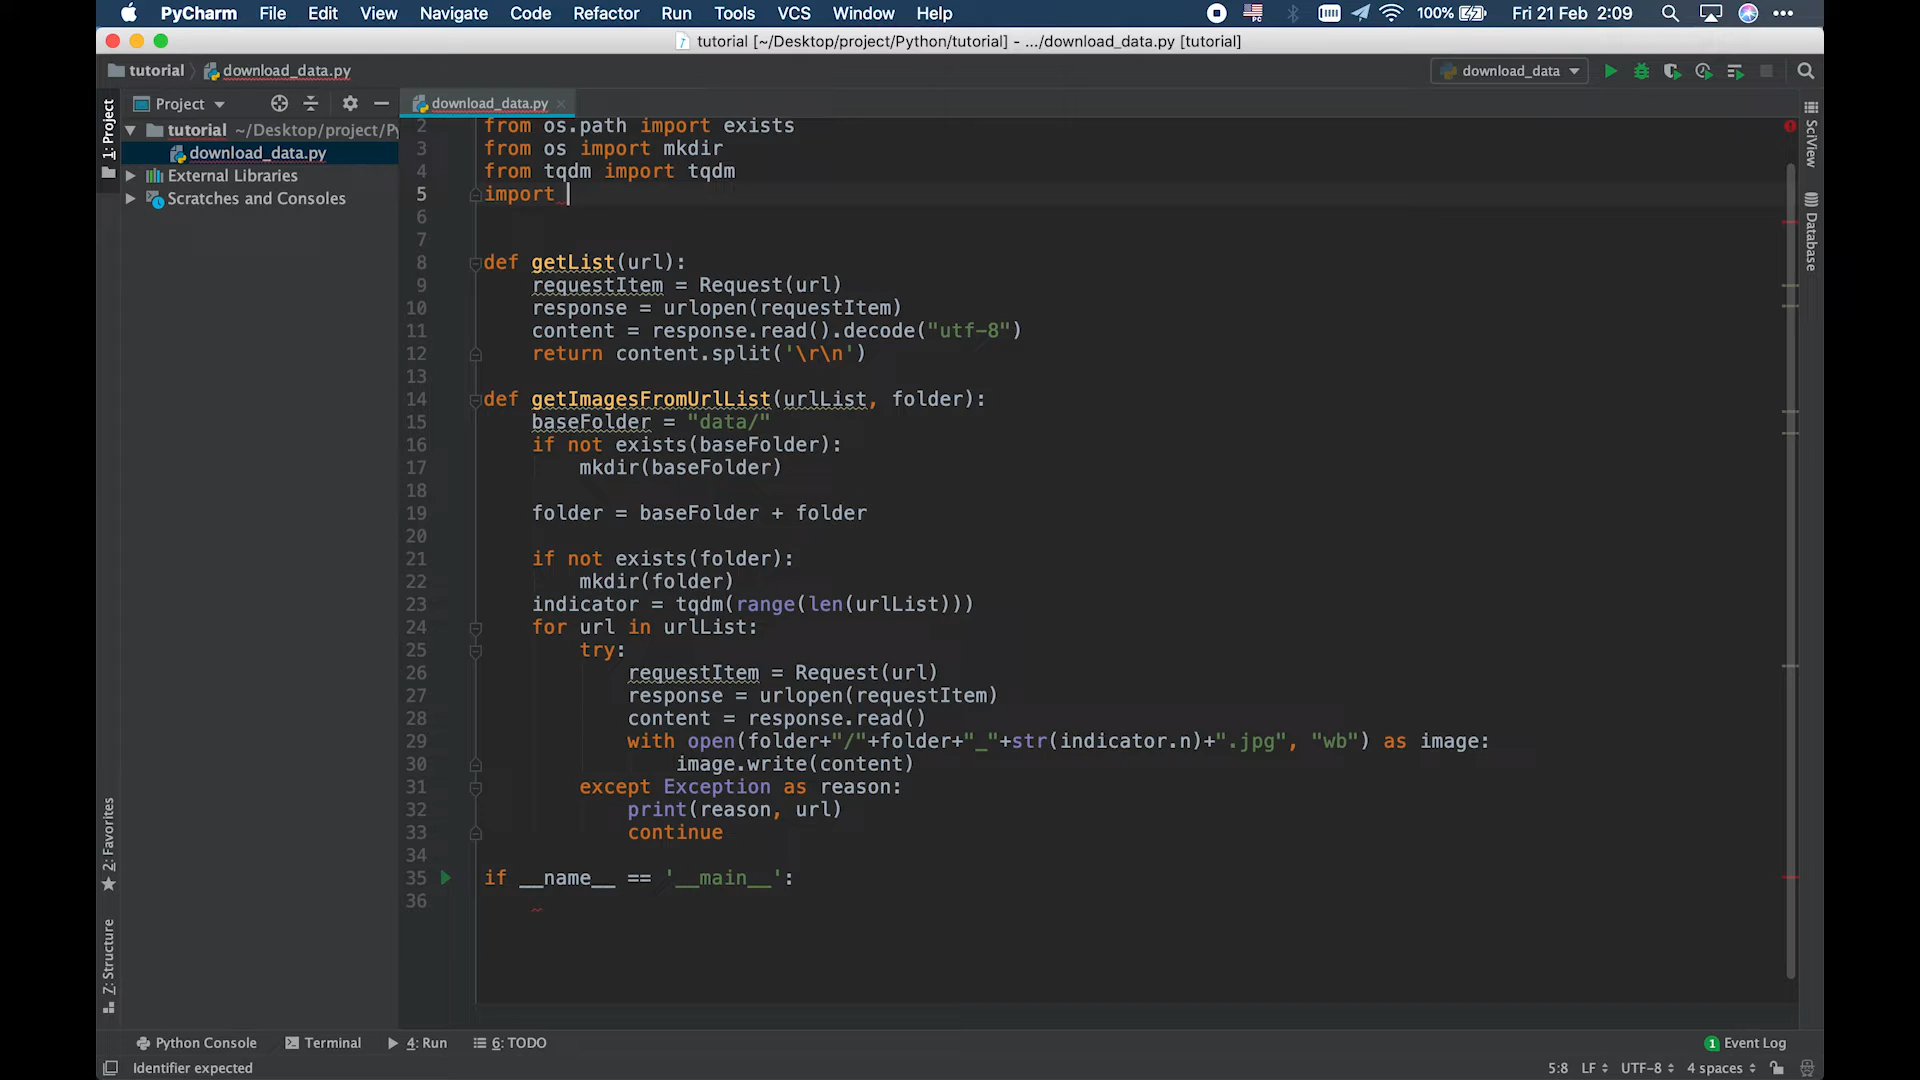 PyCharm File Edit View Navigate Code Refactor Run Tools VCS Window Help PC 100% Fri 21 Feb 2:09
tutorial [~/Desktop/project/Python/tutorial] - .../download_data.py [tutorial]
tutorial download_data.py download_data
1: Project
Project
download_data.py
tutorial ~/Desktop/project/Py
download_data.py
External Libraries
Scratches and Consoles
2 from os.path import exists
3 from os import mkdir
4 from tqdm import tqdm
5 import
6
7
8 def getList(url):
9 requestItem = Request(url)
10 response = urlopen(requestItem)
11 content = response.read().decode("utf-8")
12 return content.split('\r\n')
13
14 def getImagesFromUrlList(urlList, folder):
15 baseFolder = "data/"
16 if not exists(baseFolder):
17 mkdir(baseFolder)
18
19 folder = baseFolder + folder
20
21 if not exists(folder):
22 mkdir(folder)
23 indicator = tqdm(range(len(urlList)))
24 for url in urlList:
25 try:
26 requestItem = Request(url)
27 response = urlopen(requestItem)
28 content = response.read()
29 with open(folder+"/"+folder+"_"+str(indicator.n)+".jpg", "wb") as image:
30 image.write(content)
31 except Exception as reason:
32 print(reason, url)
33 continue
34
35 if __name__ == '__main__':
36
SciView
Database
2: Favorites
Z: Structure
Python Console Terminal 4: Run 6: TODO 1 Event Log
Identifier expected 5:8 LF UTF-8 4 spaces